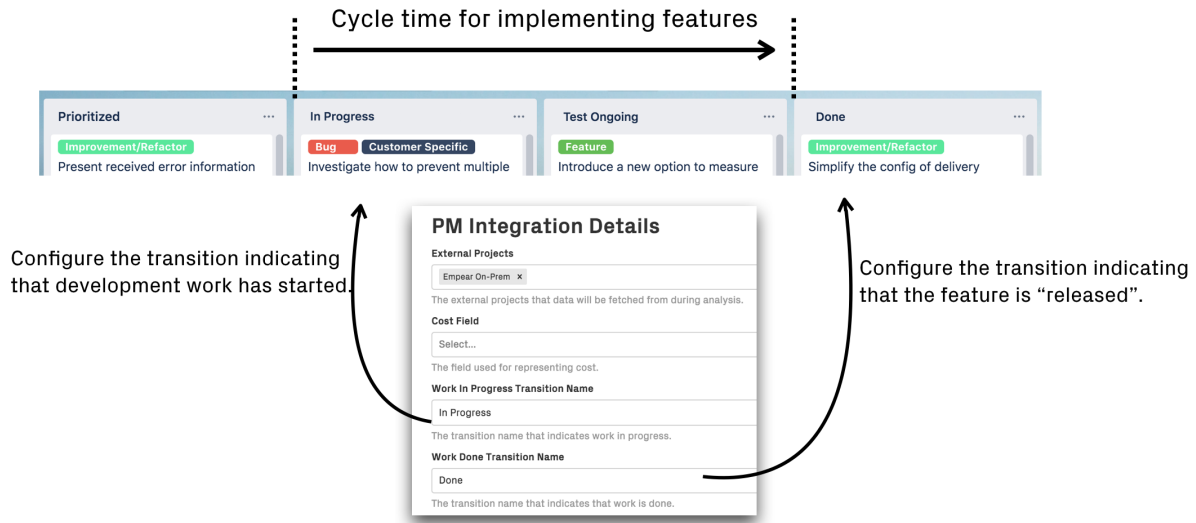 Cycle time for implementing features
Prioritized ...
In Progress ...
Test Ongoing ...
Done ...
Improvement/Refactor
Present received error information
Bug Customer Specific
Investigate how to prevent multiple
Feature
Introduce a new option to measure
Improvement/Refactor
Simplify the config of delivery
Configure the transition indicating
that development work has started.
PM Integration Details
External Projects
Empear On-Prem x
The external projects that data will be fetched from during analysis.
Cost Field
Select...
The field used for representing cost.
Work In Progress Transition Name
In Progress
The transition name that indicates work in progress.
Work Done Transition Name
Done
The transition name that indicates that work is done.
Configure the transition indicating
that the feature is “released”.